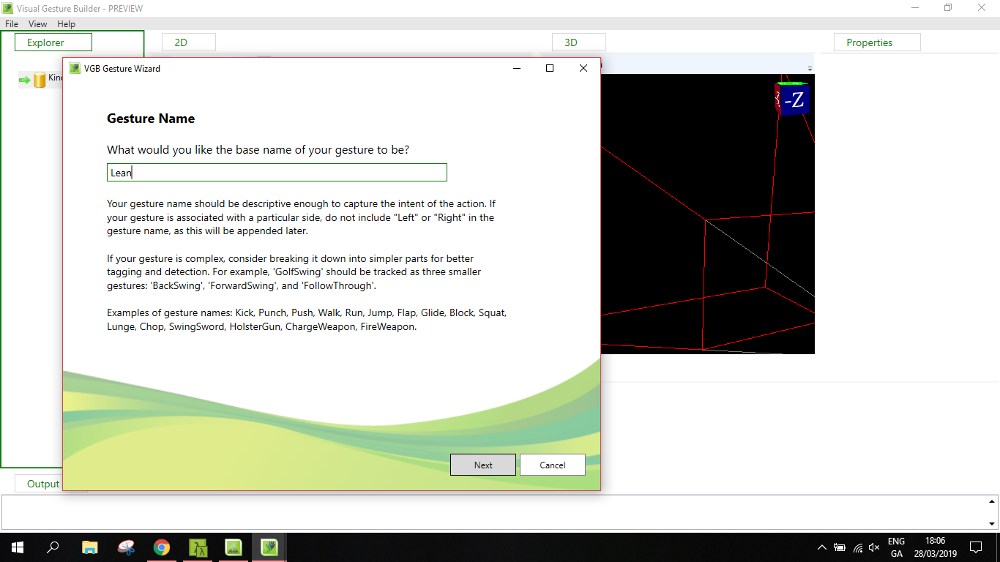 Visual Gesture Builder - PREVIEW
File View Help
Explorer
2D
3D
Properties
VGB Gesture Wizard
-Z
Gesture Name
What would you like the base name of your gesture to be?
Lean
Your gesture name should be descriptive enough to capture the intent of the action. If
your gesture is associated with a particular side, do not include "Left" or "Right" in the
gesture name, as this will be appended later.
If your gesture is complex, consider breaking it down into simpler parts for better
tagging and detection. For example, 'GolfSwing' should be tracked as three smaller
gestures: 'BackSwing', 'ForwardSwing', and 'FollowThrough'.
Examples of gesture names: Kick, Punch, Push, Walk, Run, Jump, Flap, Glide, Block, Squat,
Lunge, Chop, SwingSword, HolsterGun, ChargeWeapon, FireWeapon.
Next
Cancel
Output
ENG
GA
18:06
28/03/2019